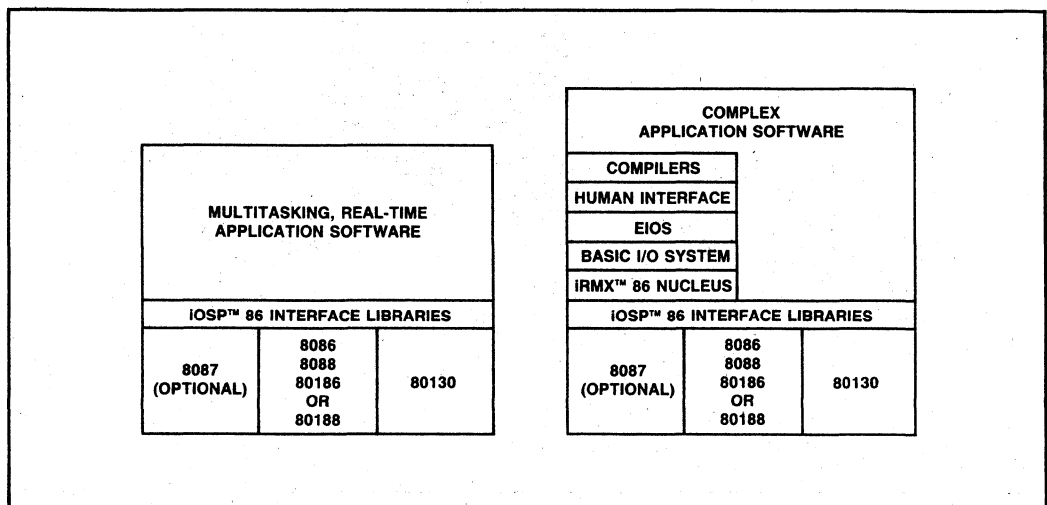 MULTITASKING, REAL-TIME
APPLICATION SOFTWARE
iOSP™ 86 INTERFACE LIBRARIES
8087
(OPTIONAL)
8086
8088
80186
OR
80188
80130
COMPLEX
APPLICATION SOFTWARE
COMPILERS
HUMAN INTERFACE
EIOS
BASIC I/O SYSTEM
iRMX™ 86 NUCLEUS
iOSP™ 86 INTERFACE LIBRARIES
8087
(OPTIONAL)
8086
8088
80186
OR
80188
80130